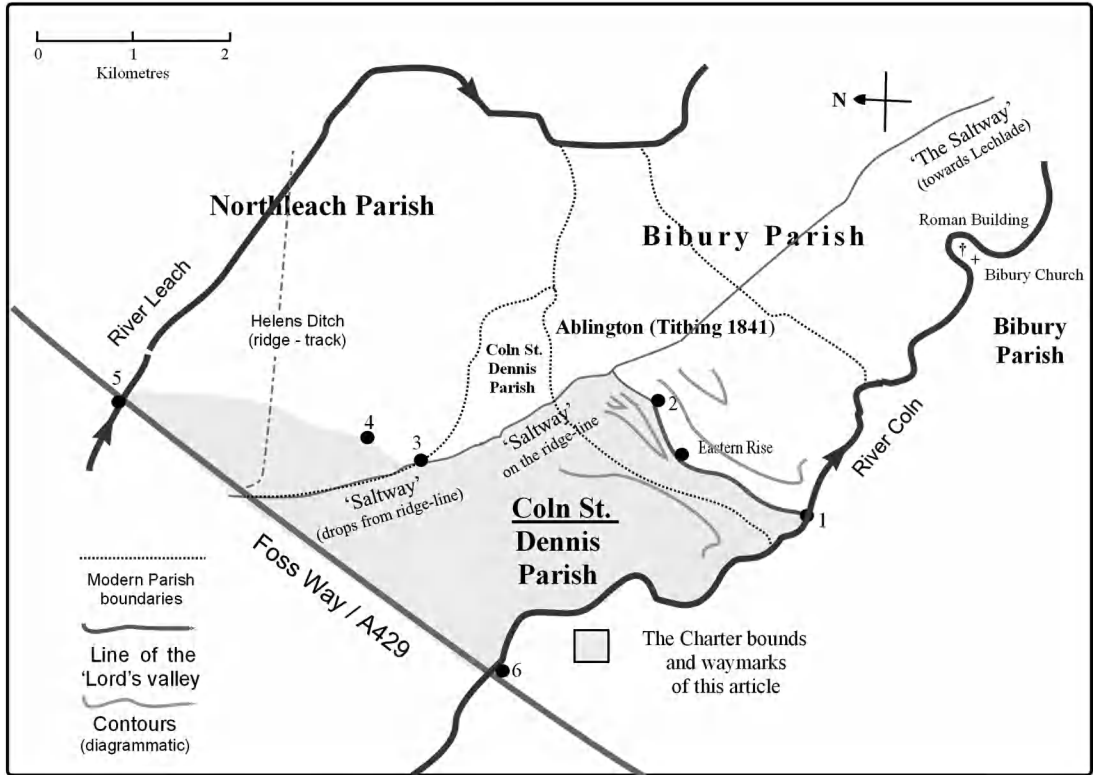 0
1
2
Kilometres
N
'The Saltway'
(towards Lechlade)
Northleach Parish
Bibury Parish
Roman Building
† +
Bibury Church
Bibury
Parish
River Leach
Helens Ditch
(ridge - track)
Coln St.
Dennis
Parish
Ablington (Tithing 1841)
5
4
3
2
'Saltway'
on the ridge-line
Eastern Rise
River Coln
1
'Saltway'
(drops from ridge-line)
Coln St.
Dennis
Parish
Foss Way / A429
6
Modern Parish
boundaries
Line of the
'Lord's valley
Contours
(diagrammatic)
The Charter bounds
and waymarks
of this article